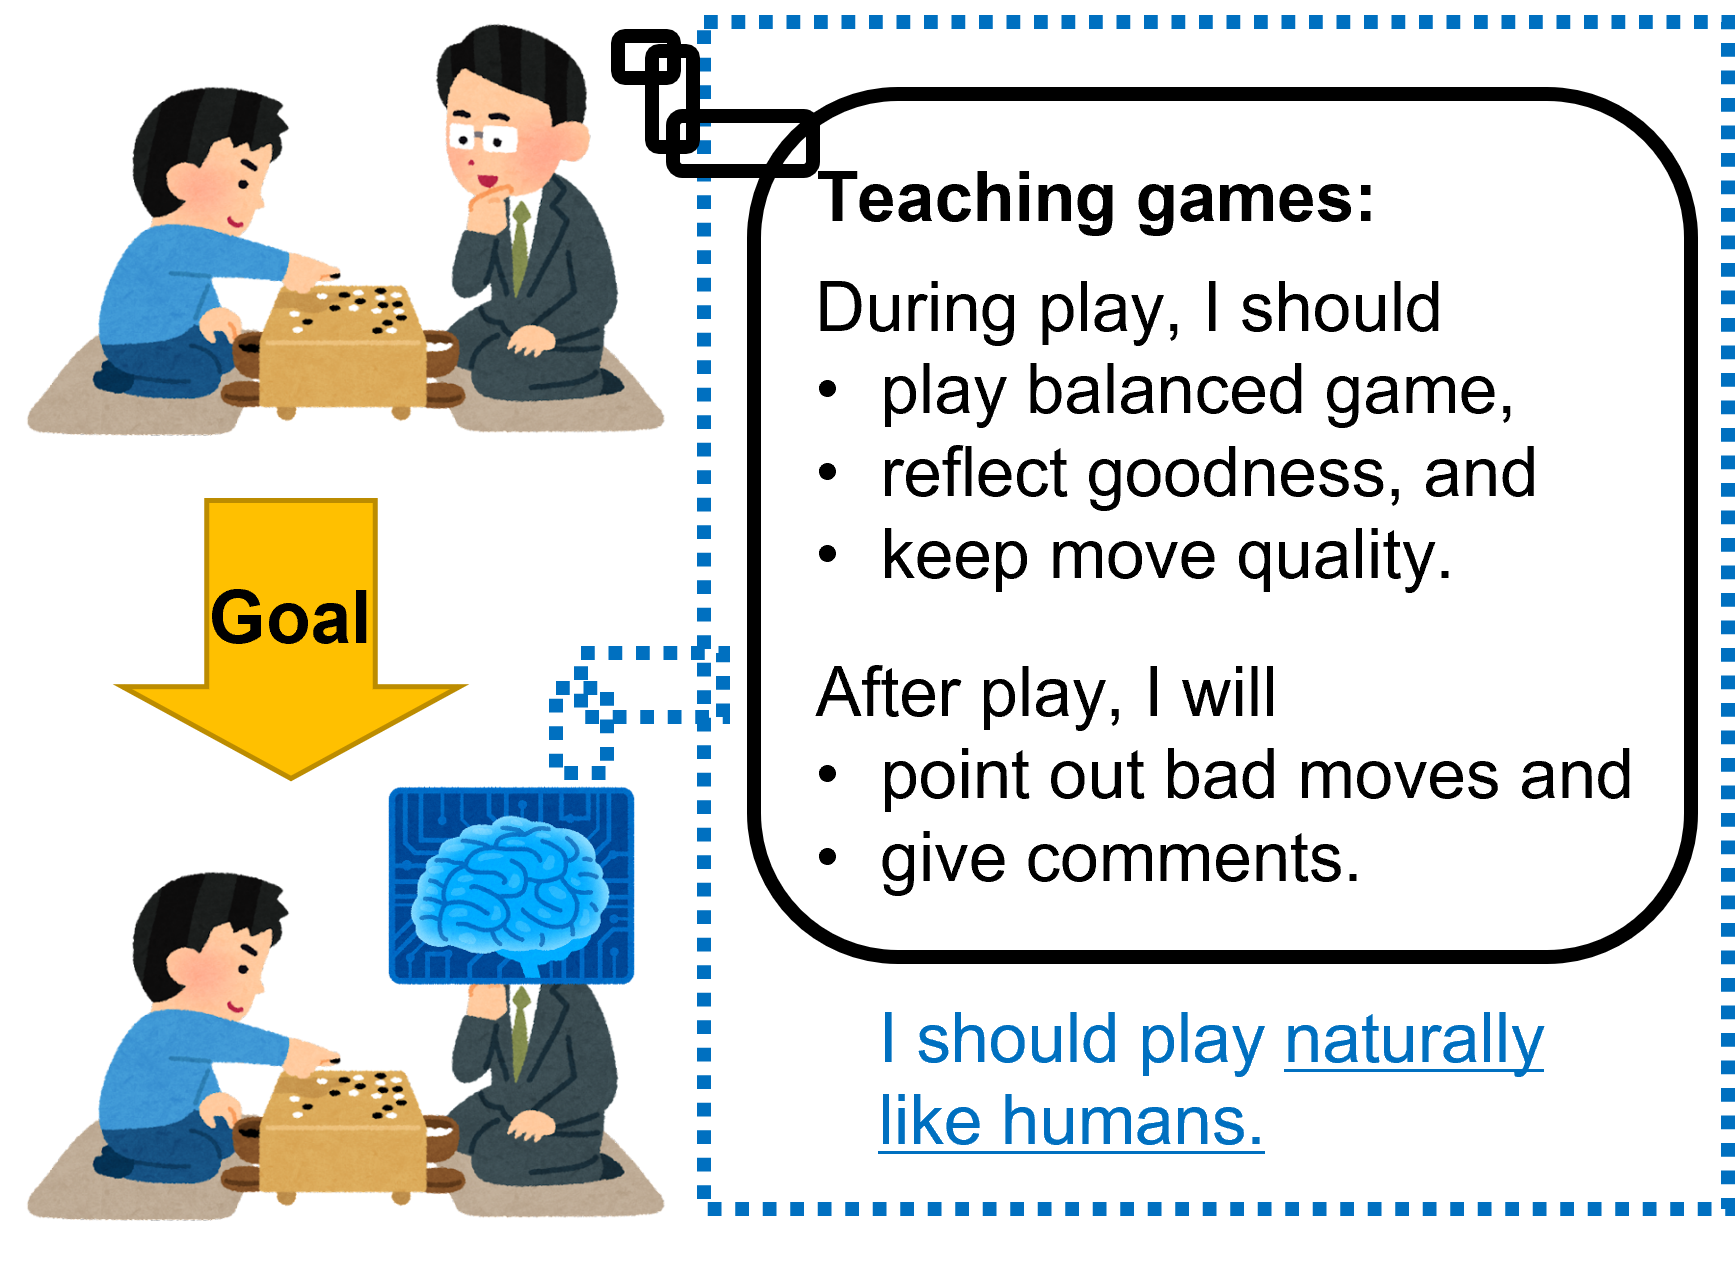 Goal
Teaching games:
During play, I should
• play balanced game,
• reflect goodness, and
• keep move quality.
After play, I will
• point out bad moves and
• give comments.
I should play naturally
like humans.